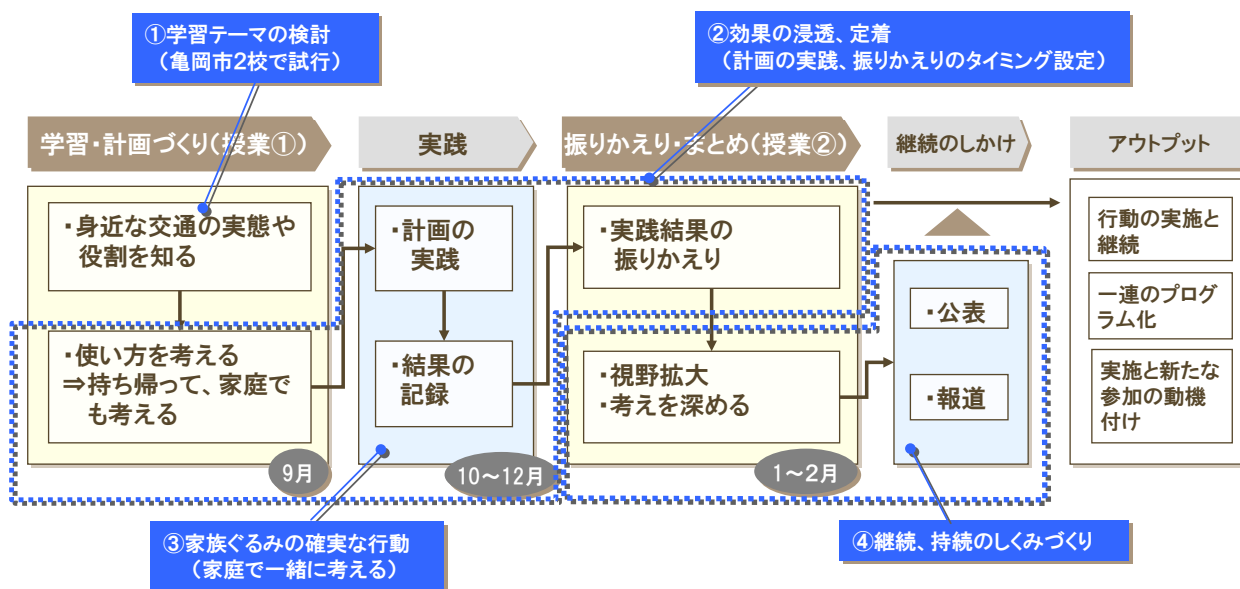 ①学習テーマの検討
(亀岡市2枝で試行)
②効果の浸透、定着
(計画の実践、振りかえりのタイミング設定)
学習・計画づくり(授業①)
実践
振りかえり・まとめ(授業②)
継続のしかけ
アウトプット
・身近な交通の実態や
役割を知る
・使い方を考える
⇒持ち帰って、家庭で
も考える
9月
・計画の
実践
・結果の
記録
10～12月
・実践結果の
振りかえり
・視野拡大
・考えを深める
1～2月
・公表
・報道
行動の実施と
継続
一連のプログ
ラム化
実施と新たな
参加の動機
付け
③家族ぐるみの確実な行動
(家庭で一緒に考える)
④継続、持続のしくみづくり